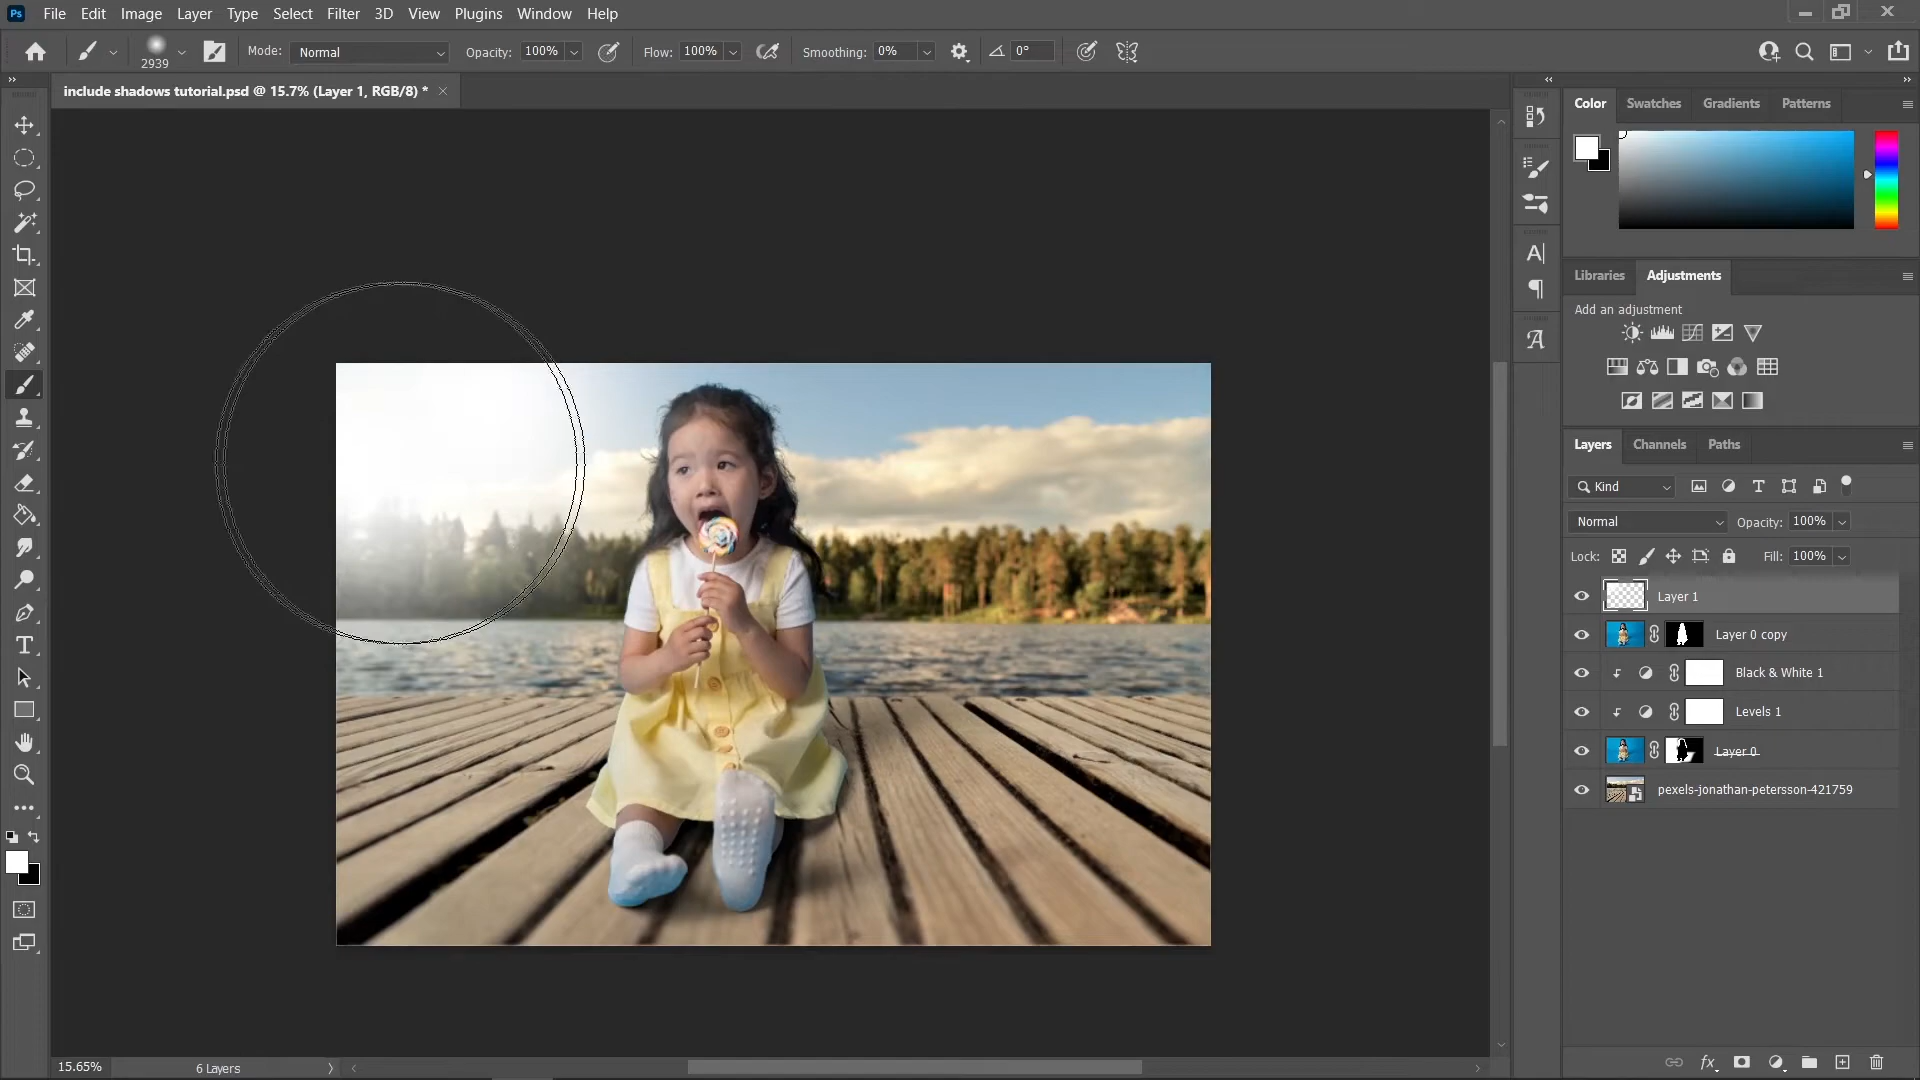 Ps File Edit Image Layer Type Select Filter 3D View Plugins Window Help
2939 Mode: Normal Opacity: 100% Flow: 100% Smoothing: 0% 0°
include shadows tutorial.psd @ 15.7% (Layer 1, RGB/8) *
Color Swatches Gradients Patterns
Libraries Adjustments
Add an adjustment
Layers Channels Paths
Kind
Normal Opacity: 100%
Lock: Fill: 100%
Layer 1
Layer 0 copy
Black & White 1
Levels 1
Layer 0
pexels-jonathan-petersson-421759
15.65% 6 Layers
fx